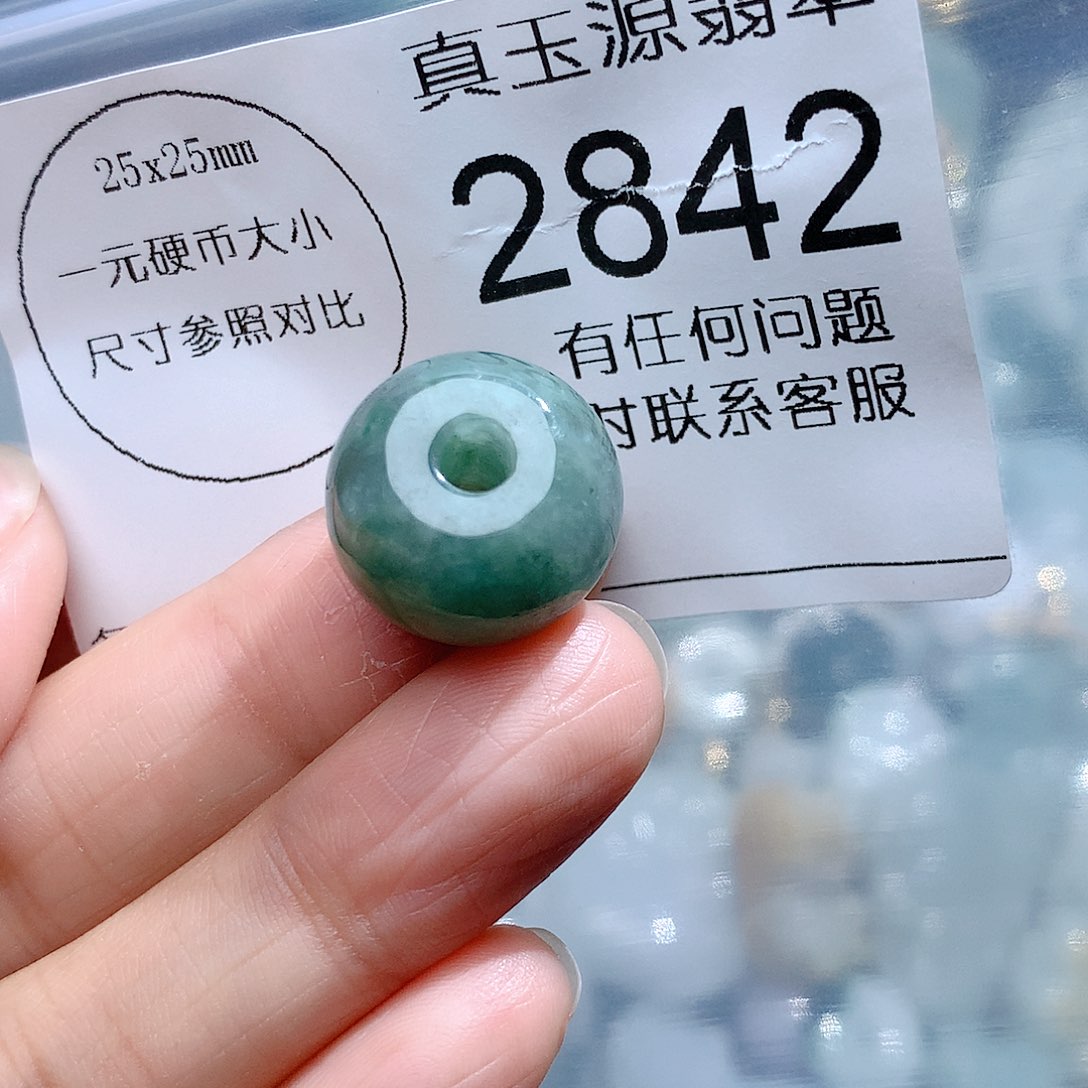 真玉源翡翠
2842
25x25mm
一元硬币大小
尺寸参照对比
有任何问题
时联系客服